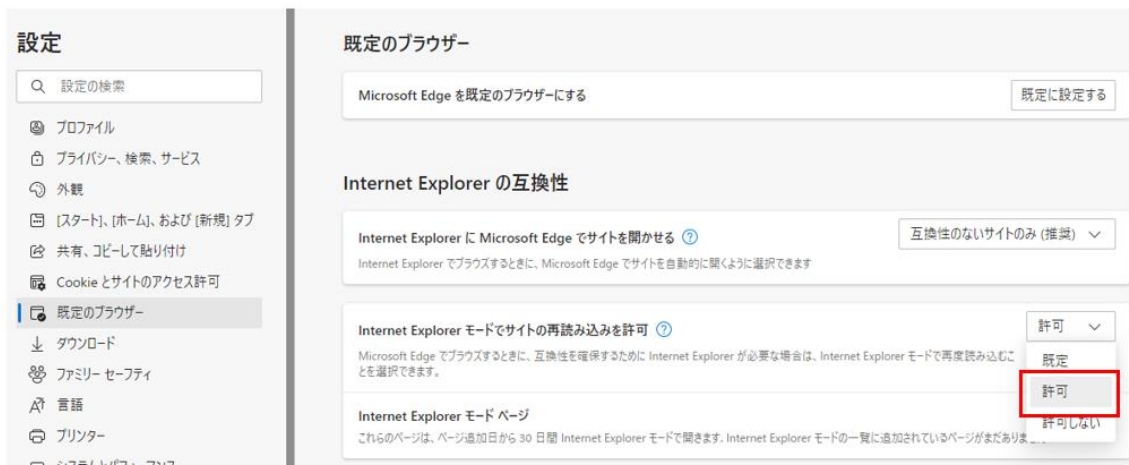 設定
設定の検索
プロファイル
プライバシー、検索、サービス
外観
[スタート]、[ホーム]、および [新規] タブ
共有、コピーして貼り付け
Cookie とサイトのアクセス許可
既定のブラウザー
ダウンロード
ファミリー セーフティ
言語
プリンター
システムとパフォーマンス
既定のブラウザー
Microsoft Edge を既定のブラウザーにする
既定に設定する
Internet Explorer の互換性
Internet Explorer に Microsoft Edge でサイトを開かせる
互換性のないサイトのみ (推奨)
Internet Explorer でブラウズするときに、Microsoft Edge でサイトを自動的に開くように選択できます
Internet Explorer モードでサイトの再読み込みを許可
許可
Microsoft Edge でブラウズするときに、互換性を確保するために Internet Explorer が必要な場合は、Internet Explorer モードで再度読み込むこ
とを選択できます。
既定
許可
許可しない
Internet Explorer モード ページ
これらのページは、ページ追加日から 30 日間 Internet Explorer モードで開きます. Internet Explorer モードの一覧に追加されているページがまだありま